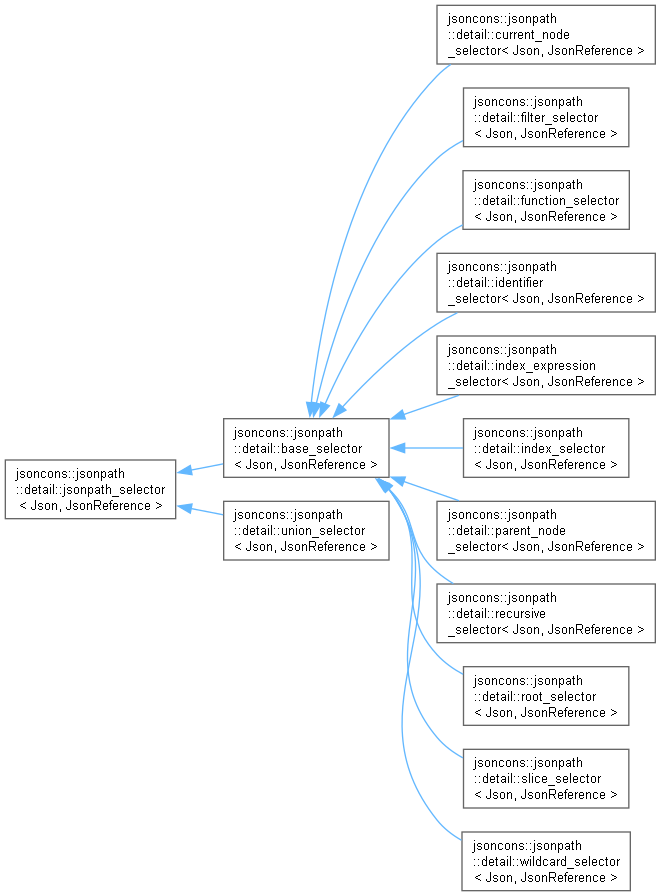 jsoncons::jsonpath
::detail::current_node
_selector< Json, JsonReference >
jsoncons::jsonpath
::detail::filter_selector
< Json, JsonReference >
jsoncons::jsonpath
::detail::function_selector
< Json, JsonReference >
jsoncons::jsonpath
::detail::identifier
_selector< Json, JsonReference >
jsoncons::jsonpath
::detail::index_expression
_selector< Json, JsonReference >
jsoncons::jsonpath
::detail::base_selector
< Json, JsonReference >
jsoncons::jsonpath
::detail::index_selector
< Json, JsonReference >
jsoncons::jsonpath
::detail::jsonpath_selector
< Json, JsonReference >
jsoncons::jsonpath
::detail::union_selector
< Json, JsonReference >
jsoncons::jsonpath
::detail::parent_node
_selector< Json, JsonReference >
jsoncons::jsonpath
::detail::recursive
_selector< Json, JsonReference >
jsoncons::jsonpath
::detail::root_selector
< Json, JsonReference >
jsoncons::jsonpath
::detail::slice_selector
< Json, JsonReference >
jsoncons::jsonpath
::detail::wildcard_selector
< Json, JsonReference >